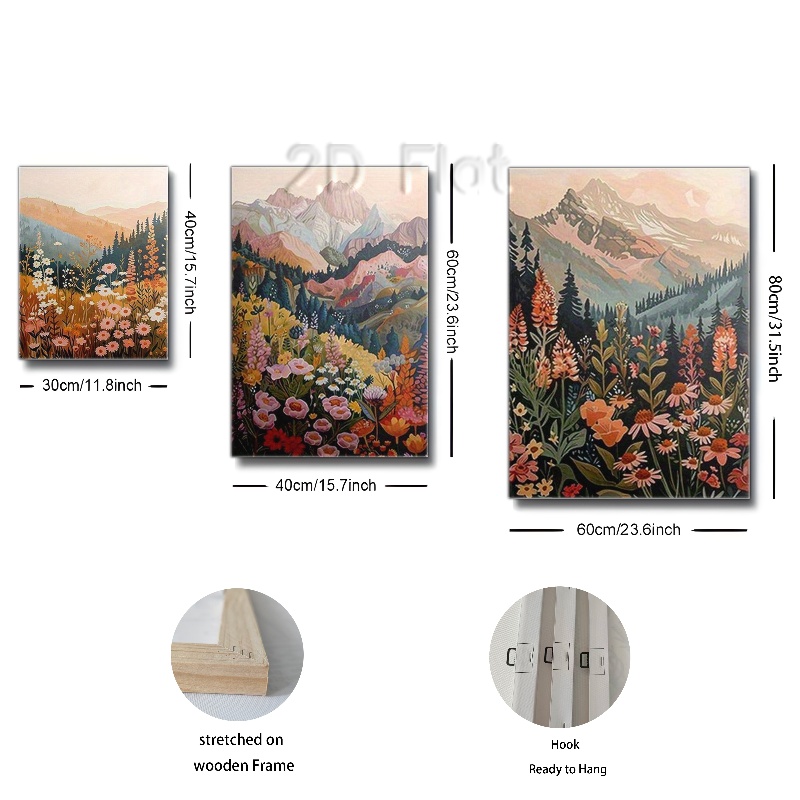 2D Flat
40cm/15.7inch
30cm/11.8inch
60cm/23.6inch
40cm/15.7inch
80cm/31.5inch
60cm/23.6inch
stretched on
wooden Frame
Hook
Ready to Hang